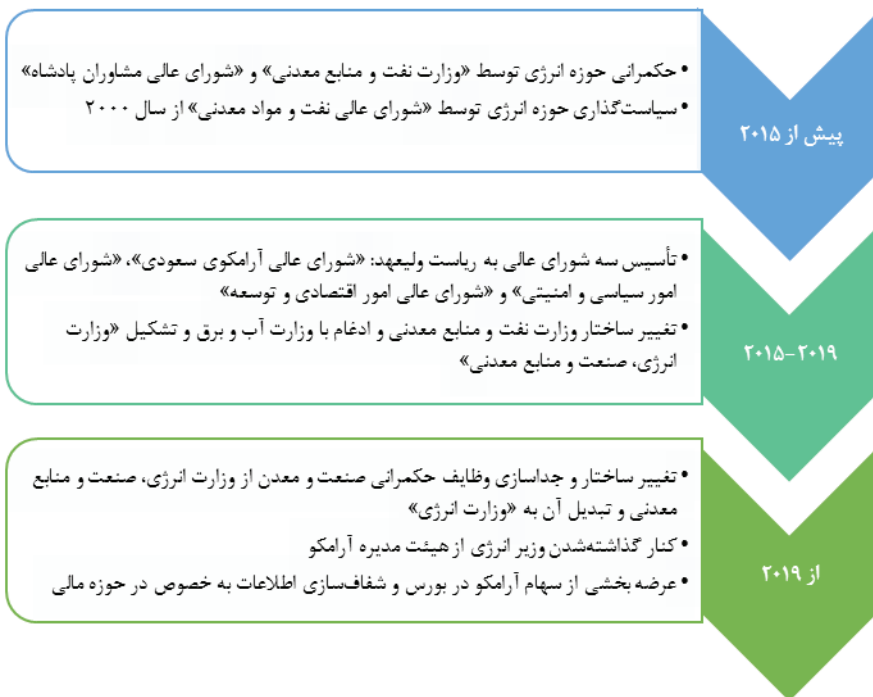 • حکمرانی حوزه انرژی توسط «وزارت نفت و منابع معدنی» و «شورای عالی مشاوران پادشاه»
• سیاست‌گذاری حوزه انرژی توسط «شورای عالی نفت و مواد معدنی» از سال ۲۰۰۰
پیش از ۲۰۱۵
• تأسیس سه شورای عالی به ریاست ولیعهد: «شورای عالی آرامکوی سعودی»، «شورای عالی
امور سیاسی و امنیتی» و «شورای عالی امور اقتصادی و توسعه»
• تغییر ساختار وزارت نفت و منابع معدنی و ادغام با وزارت آب و برق و تشکیل «وزارت
انرژی، صنعت و منابع معدنی»
۲۰۱۵-۲۰۱۹
• تغییر ساختار و جداسازی وظایف حکمرانی صنعت و معدن از وزارت انرژی، صنعت و منابع
معدنی و تبدیل آن به «وزارت انرژی»
• کنار گذاشته‌شدن وزیر انرژی از هیئت مدیره آرامکو
• عرضه بخشی از سهام آرامکو در بورس و شفاف‌سازی اطلاعات به خصوص در حوزه مالی
از ۲۰۱۹